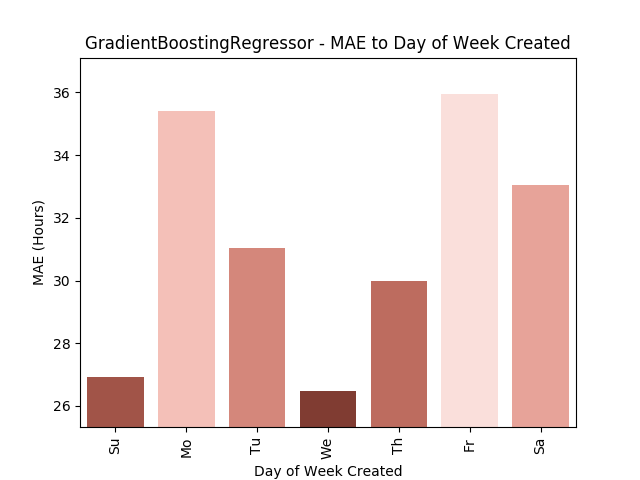 GradientBoostingRegressor - MAE to Day of Week Created
MAE (Hours)
36
34
32
30
28
26
Su
Mo
Tu
We
Th
Fr
Sa
Day of Week Created